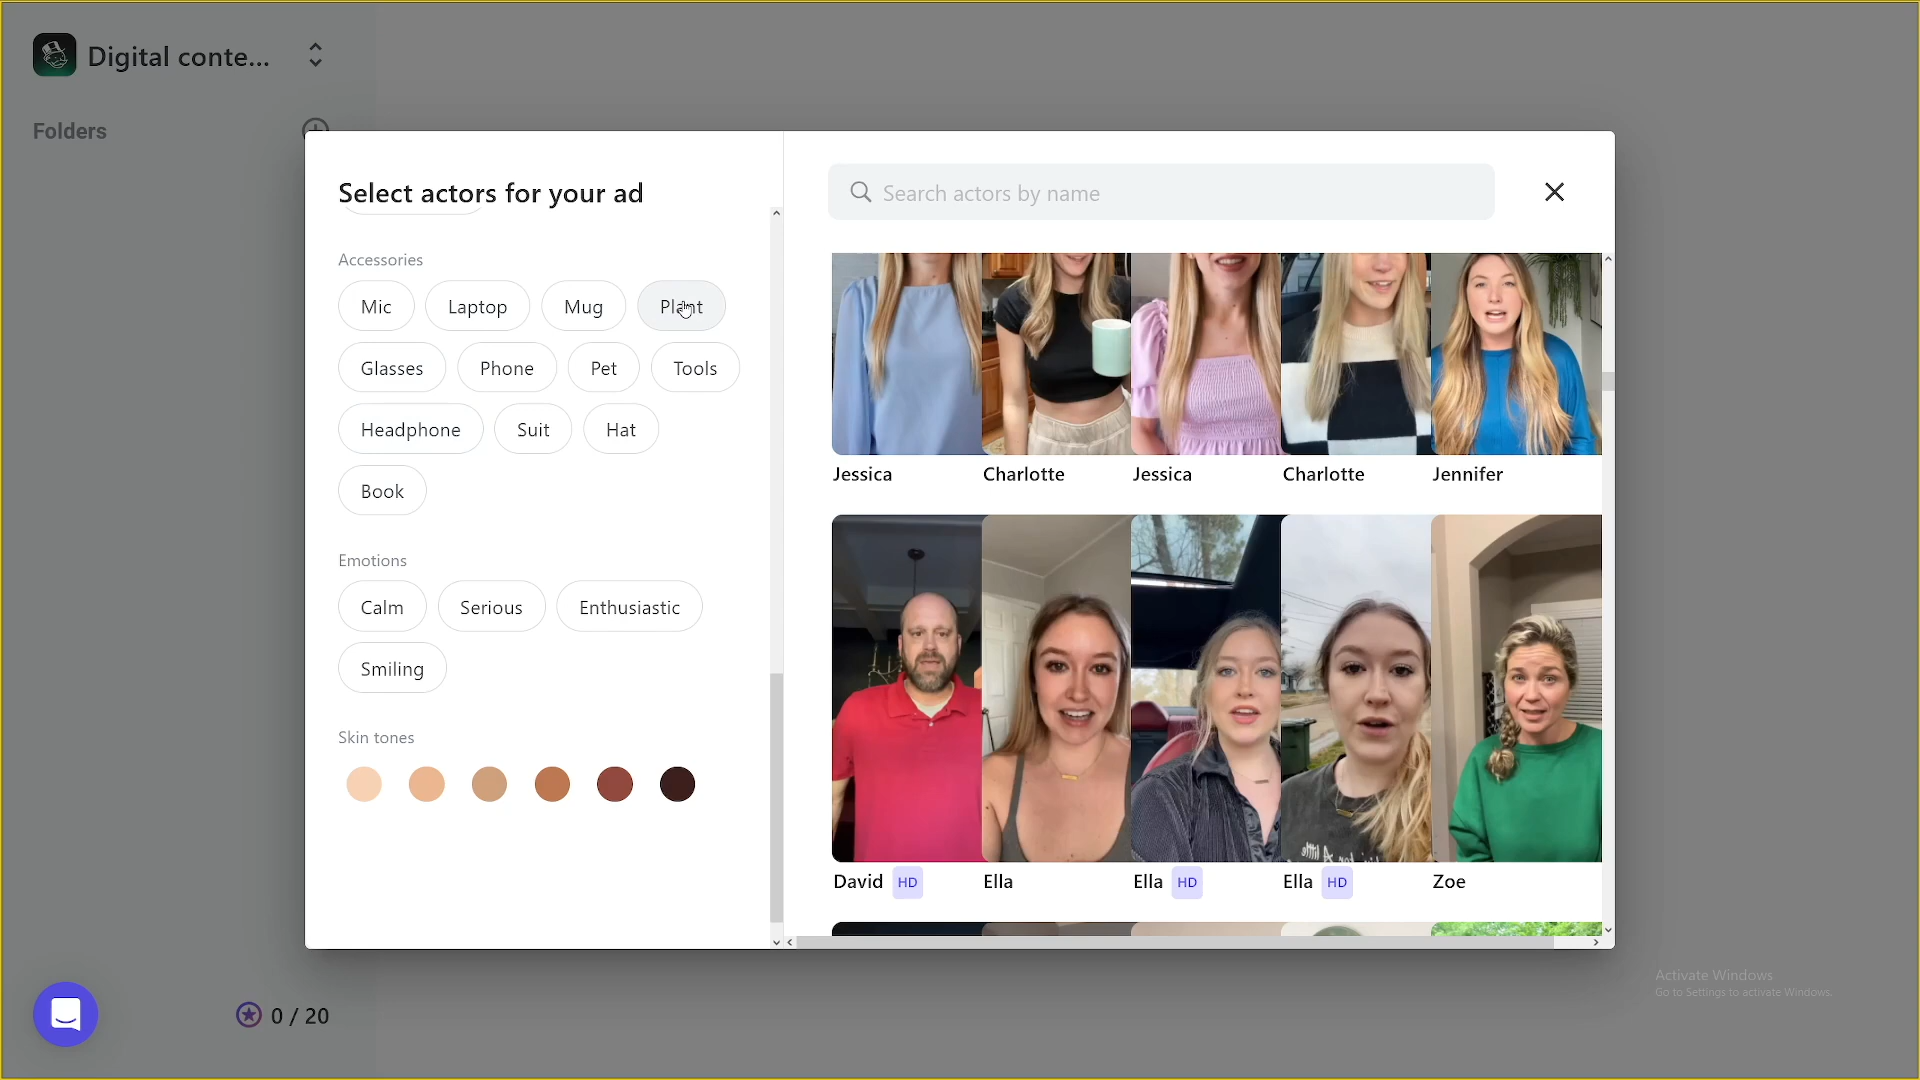 Digital conte...
Folders
Select actors for your ad
Search actors by name
Accessories
Mic Laptop Mug Plant
Glasses Phone Pet Tools
Headphone Suit Hat
Book
Emotions
Calm Serious Enthusiastic
Smiling
Skin tones
Jessica Charlotte Jessica Charlotte Jennifer
David HD Ella Ella HD Ella HD Zoe
0 / 20
Activate Windows
Go to Settings to activate Windows.